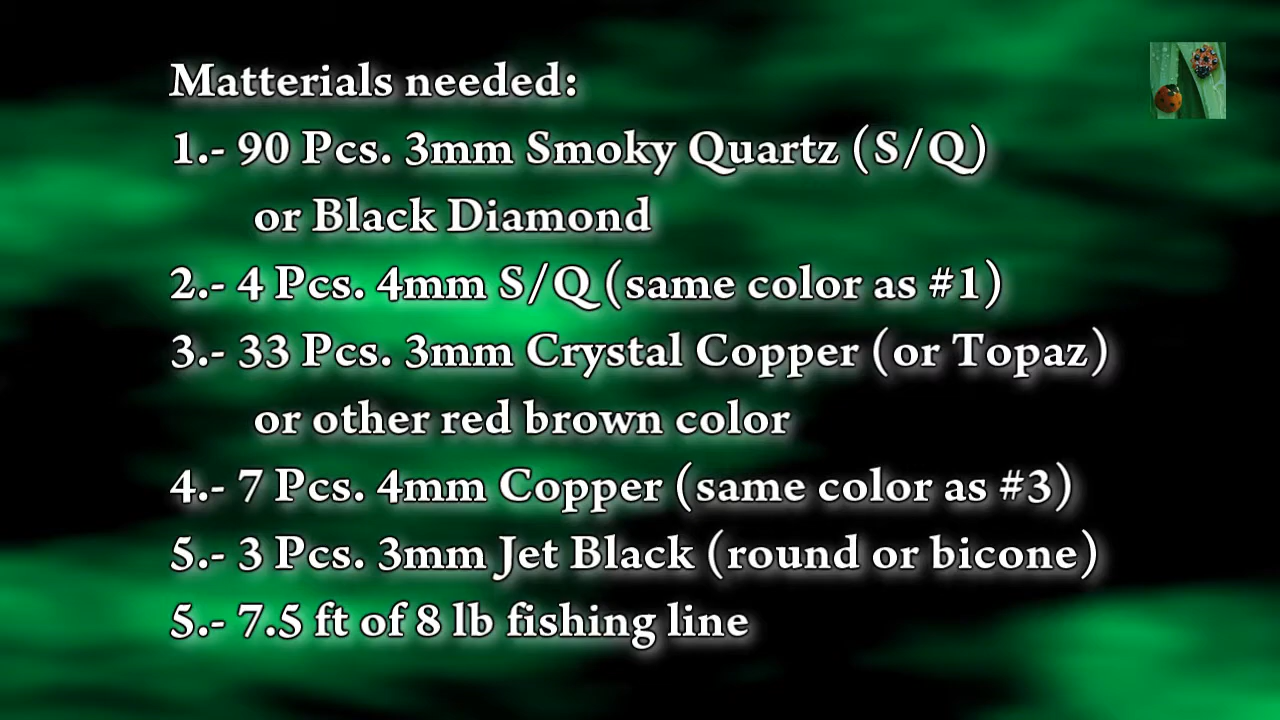 Matterials needed:
1.- 90 Pcs. 3mm Smoky Quartz (S/Q)
or Black Diamond
2.- 4 Pcs. 4mm S/Q (same color as #1)
3.- 33 Pcs. 3mm Crystal Copper (or Topaz)
or other red brown color
4.- 7 Pcs. 4mm Copper (same color as #3)
5.- 3 Pcs. 3mm Jet Black (round or bicone)
5.- 7.5 ft of 8 lb fishing line